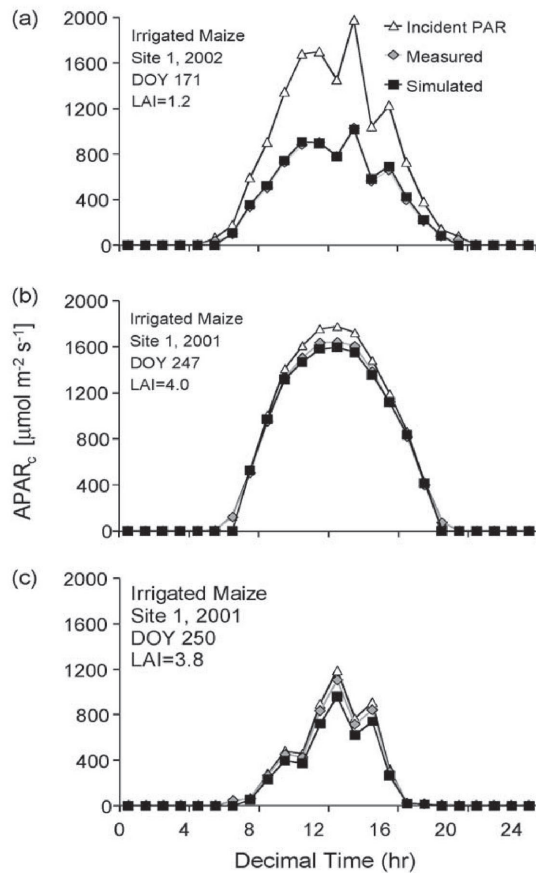 (a)
2000
1600
1200
800
400
0
Irrigated Maize
Site 1, 2002
DOY 171
LAI=1.2
Incident PAR
Measured
Simulated
(b)
2000
1600
1200
800
400
0
Irrigated Maize
Site 1, 2001
DOY 247
LAI=4.0
APARc [μmol m-2 s-1]
(c)
2000
1600
1200
800
400
0
Irrigated Maize
Site 1, 2001
DOY 250
LAI=3.8
0 4 8 12 16 20 24
Decimal Time (hr)